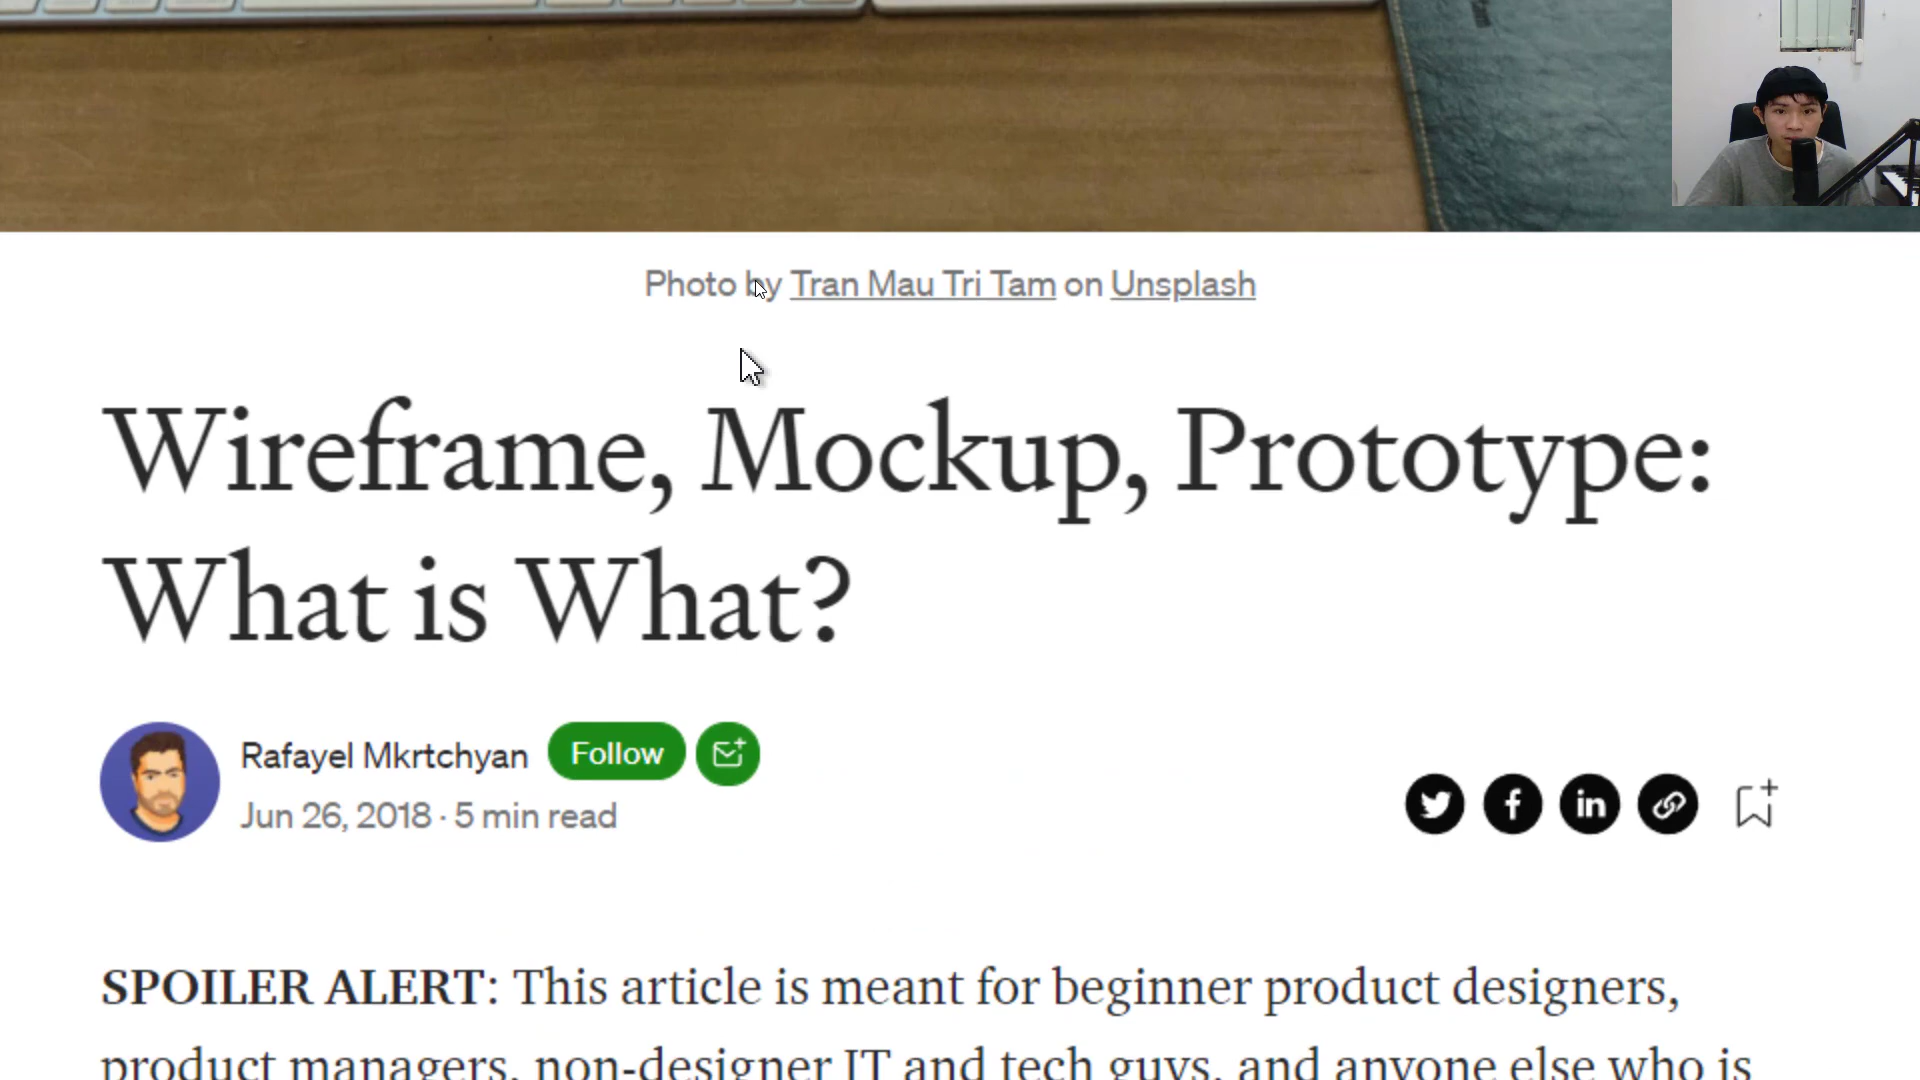 Photo by Tran Mau Tri Tam on Unsplash
Wireframe, Mockup, Prototype:
What is What?
Rafayel Mkrtchyan Follow
Jun 26, 2018 · 5 min read
SPOILER ALERT: This article is meant for beginner product designers,
product managers, non-designer IT and tech guys, and anyone else who is